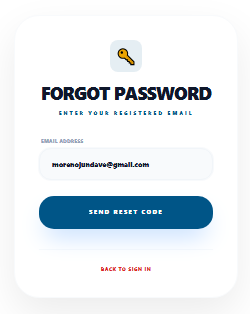 FORGOT PASSWORD
ENTER YOUR REGISTERED EMAIL
EMAIL ADDRESS
morenojundave@gmail.com
SEND RESET CODE
BACK TO SIGN IN